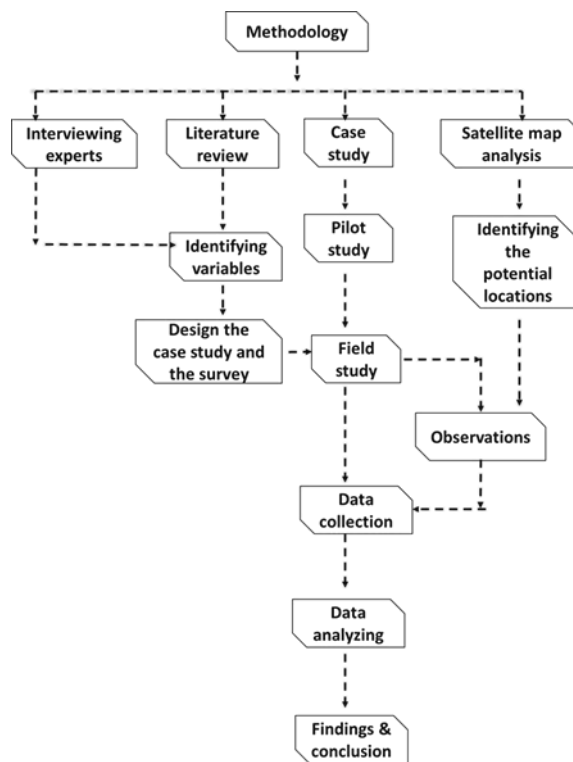 Methodology
Interviewing
experts
Literature
review
Case
study
Satellite map
analysis
Pilot
study
Identifying
the
potential
locations
Identifying
variables
Design the
case study and
the survey
Field
study
Observations
Data
collection
Data
analyzing
Findings &
conclusion